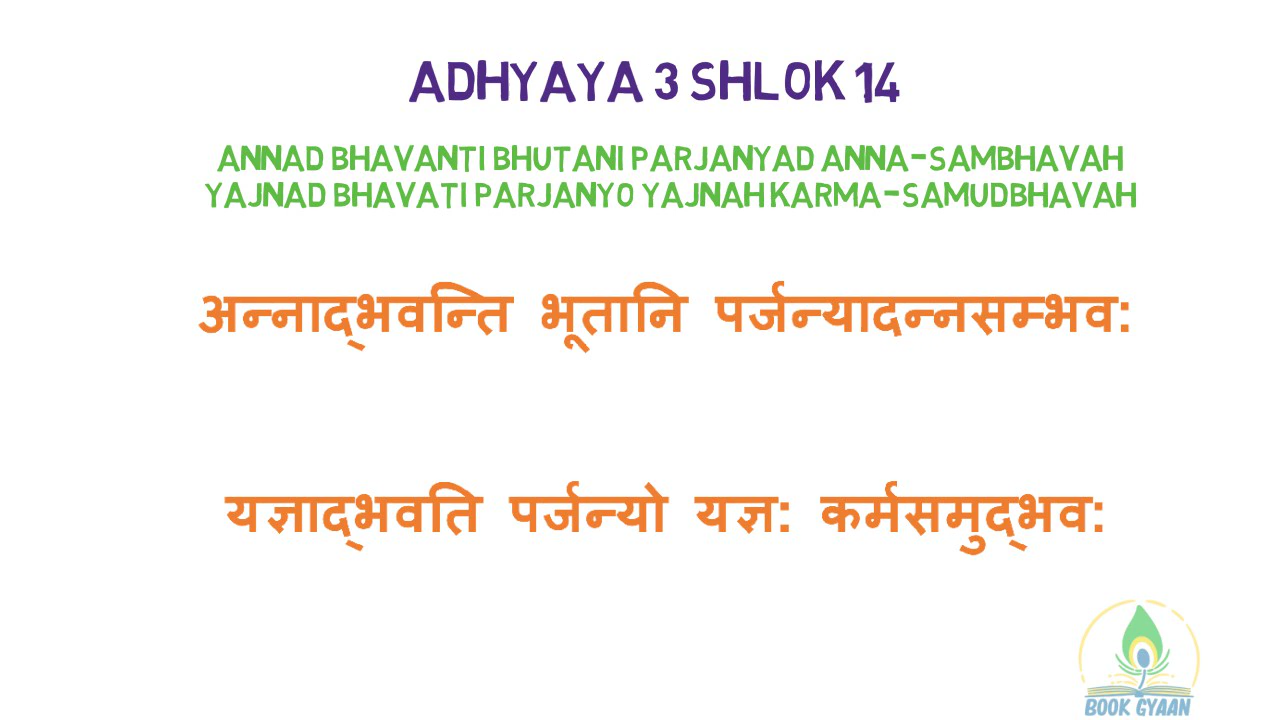 ADHYAYA 3 SHLOK 14
ANNAD BHAVANTI BHUTANI PARJANYAD ANNA-SAMBHAVAH
YAJNAD BHAVATI PARJANYO YAJNAH KARMA-SAMUDBHAVAH
अन्नाद्‍भवन्ति भूतानि पर्जन्यादन्नसम्भव:
यज्ञाद्‍भवति पर्जन्यो यज्ञ: कर्मसमुद्‍भव:
BOOK GYAAN